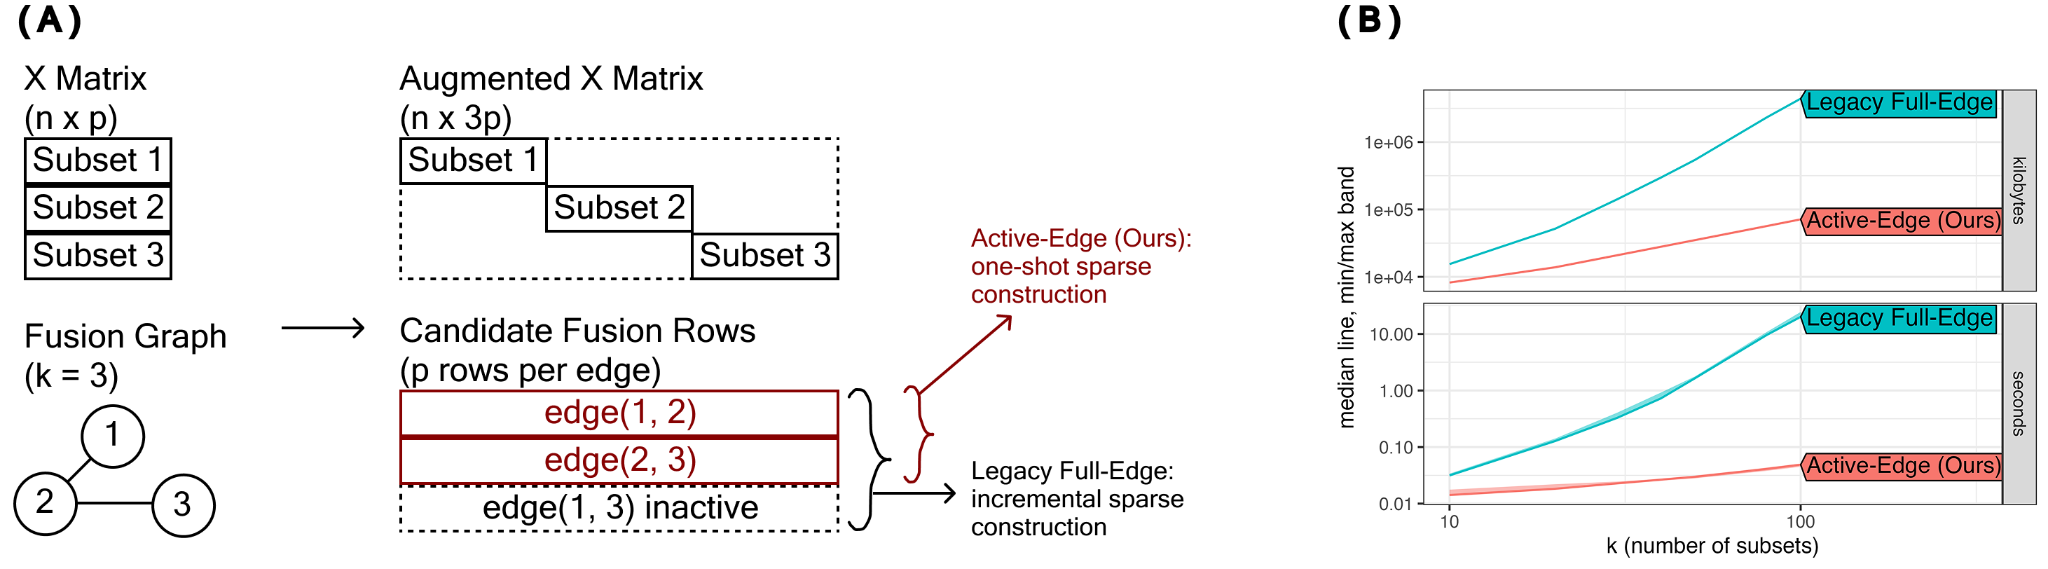 (A)
X Matrix
(n x p)
Subset 1
Subset 2
Subset 3
Augmented X Matrix
(n x 3p)
Subset 1
Subset 2
Subset 3
Fusion Graph
(k = 3)
1
2
3
Candidate Fusion Rows
(p rows per edge)
edge(1, 2)
edge(2, 3)
edge(1, 3) inactive
Active-Edge (Ours):
one-shot sparse
construction
Legacy Full-Edge:
incremental sparse
construction
(B)
median line, min/max band
1e+06
1e+05
1e+04
Legacy Full-Edge
Active-Edge (Ours)
kilobytes
10.00
1.00
0.10
0.01
Legacy Full-Edge
Active-Edge (Ours)
seconds
10
100
k (number of subsets)